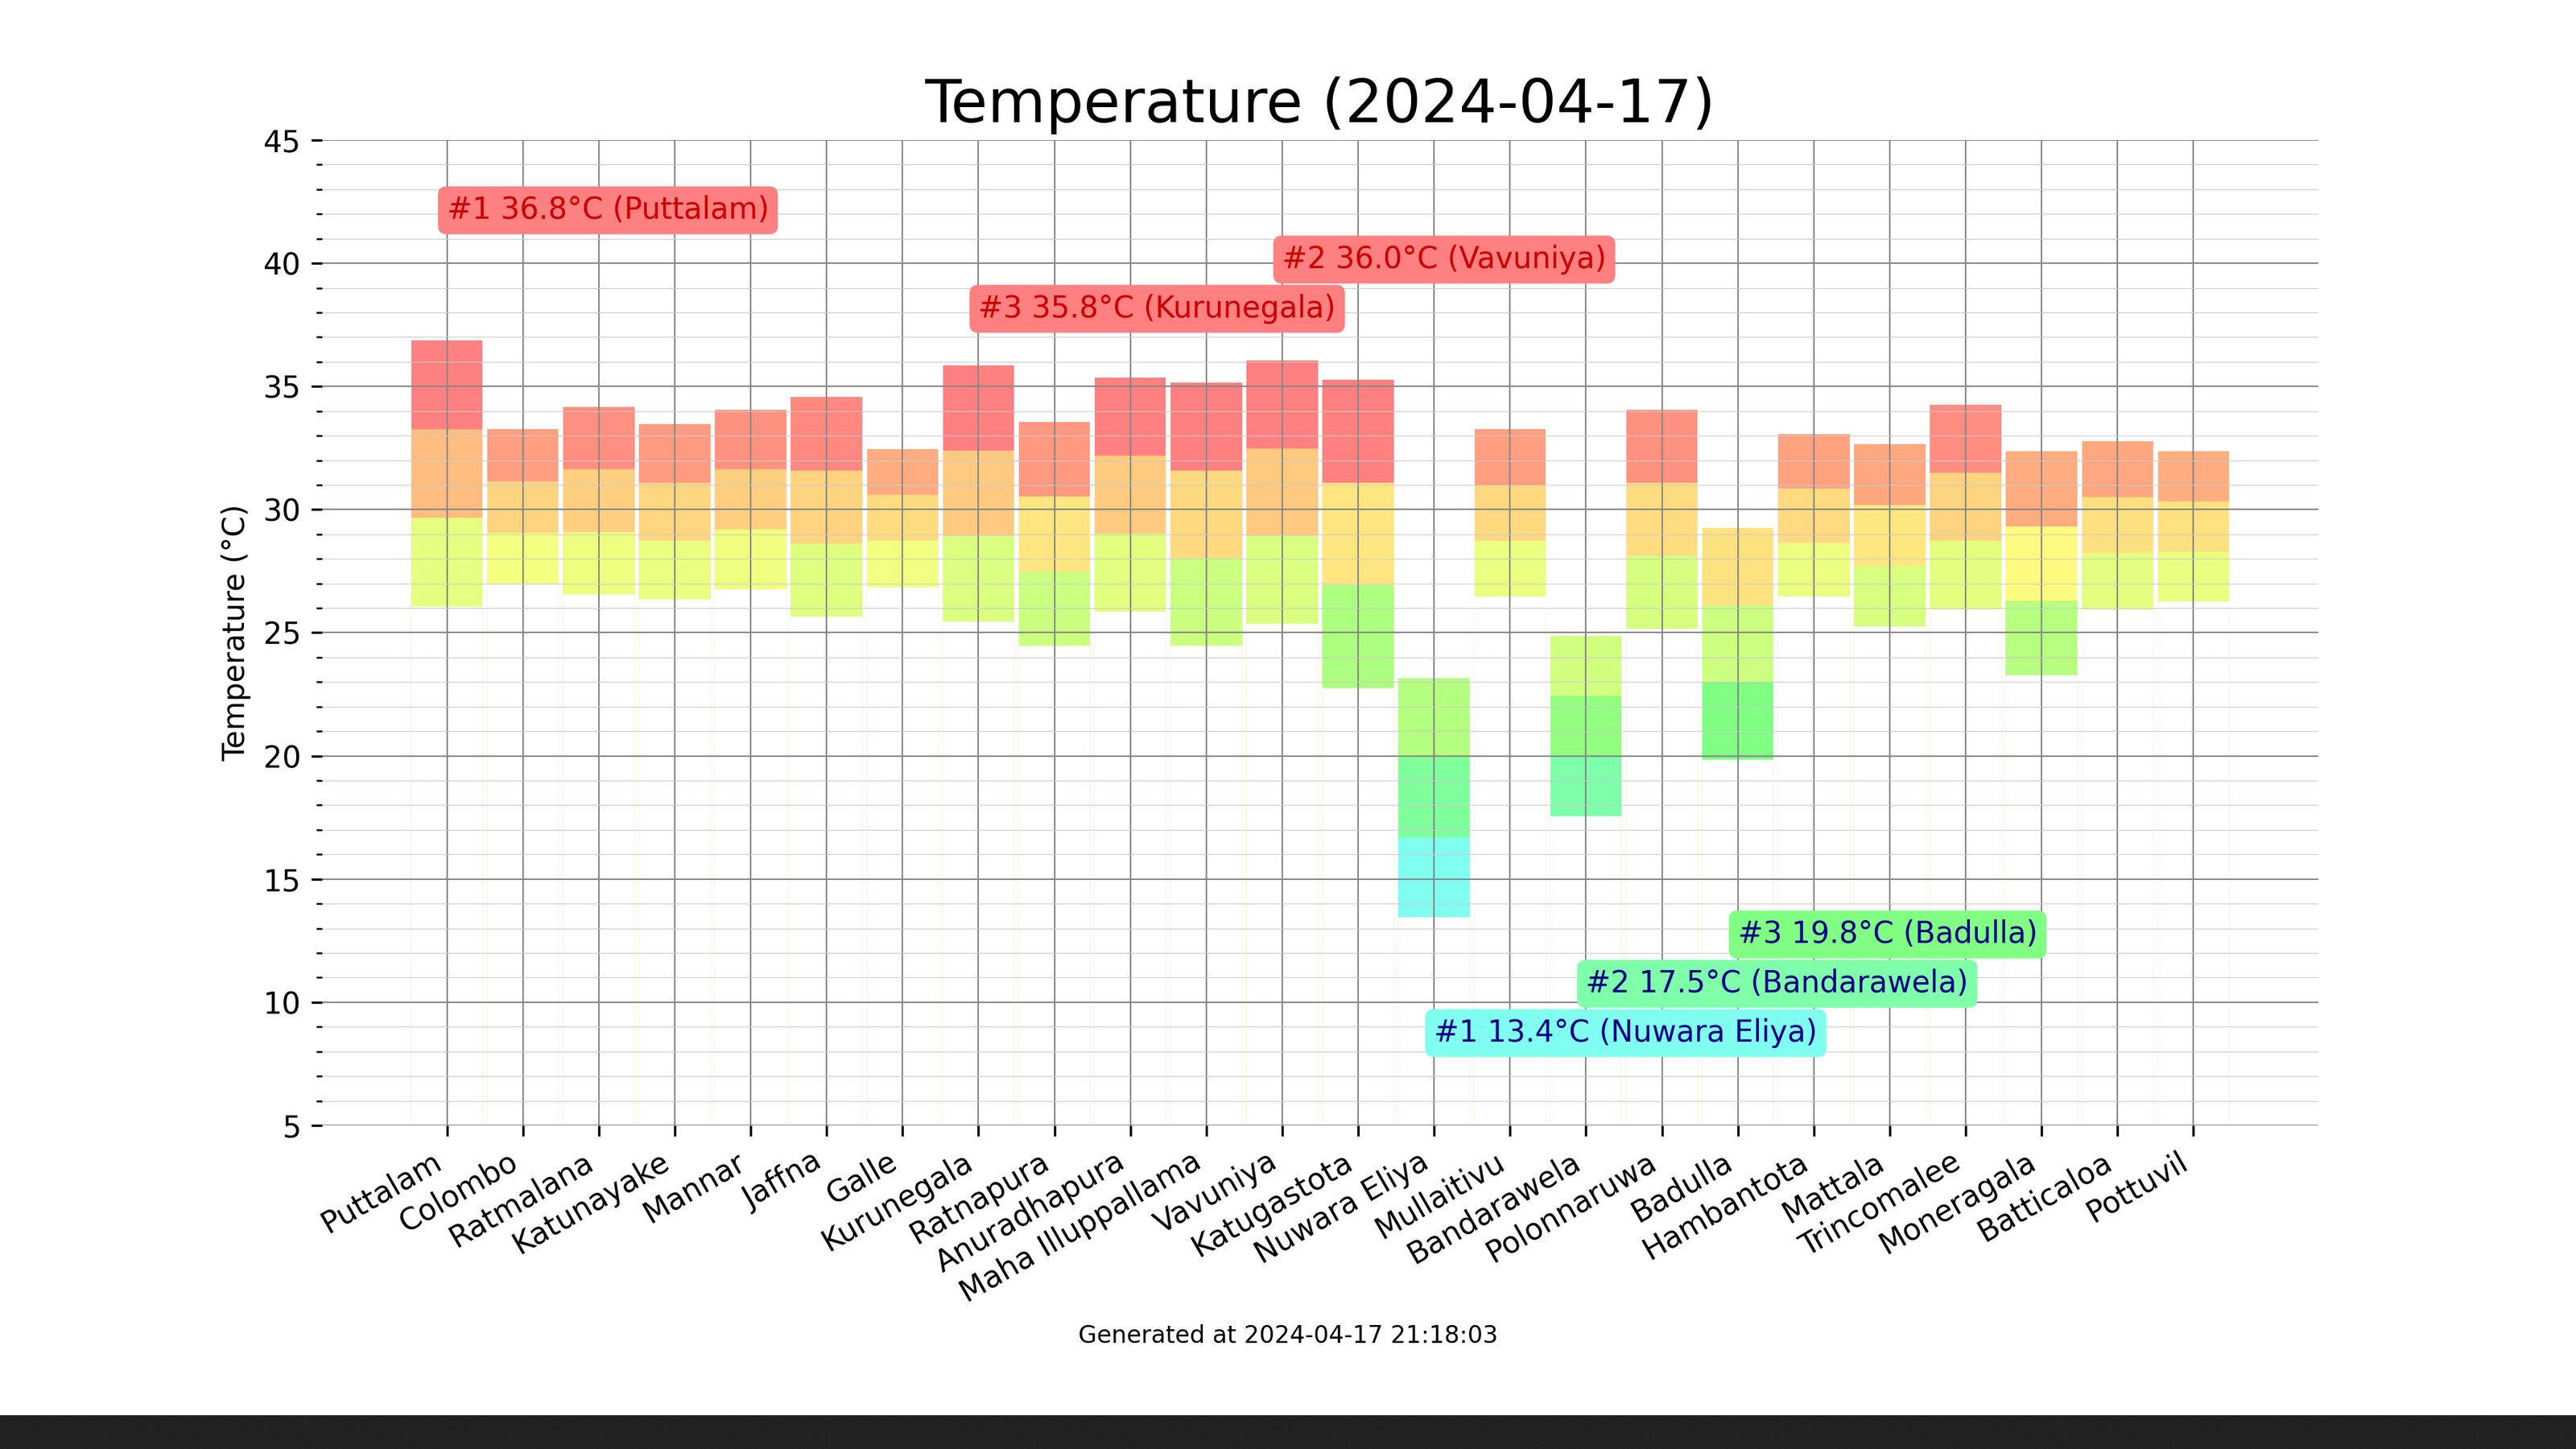 Temperature (2024-04-17)
45
40
35
30
25
20
15
10
5
Temperature (°C)
#1 36.8°C (Puttalam)
#2 36.0°C (Vavuniya)
#3 35.8°C (Kurunegala)
#3 19.8°C (Badulla)
#2 17.5°C (Bandarawela)
#1 13.4°C (Nuwara Eliya)
Puttalam
Colombo
Ratmalana
Katunayake
Mannar
Jaffna
Galle
Kurunegala
Ratnapura
Anuradhapura
Maha Illuppallama
Vavuniya
Katugastota
Nuwara Eliya
Mullaitivu
Bandarawela
Polonnaruwa
Badulla
Hambantota
Mattala
Trincomalee
Moneragala
Batticaloa
Pottuvil
Generated at 2024-04-17 21:18:03